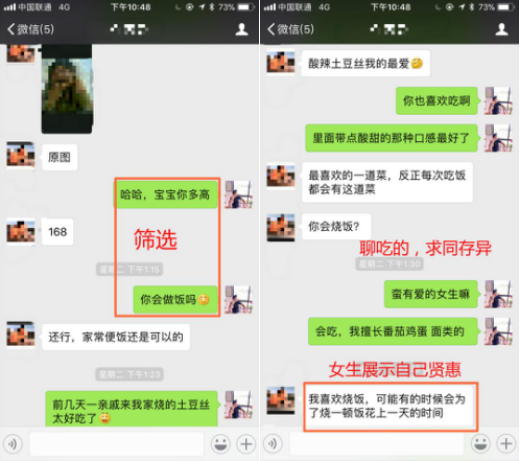 中国联通 4G 下午10:48 73%
微信(5)
原图
哈哈，宝宝你多高
168
筛选
星期二 下午1:15
你会做饭吗
还行，家常便饭还是可以的
星期二 下午1:23
前几天一亲戚来我家烧的土豆丝
太好吃了
中国联通 4G 下午10:48 73%
微信(5)
酸辣土豆丝我的最爱
你也喜欢吃啊
里面带点酸甜的那种口感最好了
最喜欢的一道菜，反正每次吃饭
都会有这道菜
你会烧饭?
聊吃的，求同存异
星期二 下午1:30
蛮有爱的女生嘛
会吃，我擅长番茄鸡蛋 面类的
女生展示自己贤惠
我喜欢烧饭，可能有的时候会为
了烧一顿饭花上一天的时间